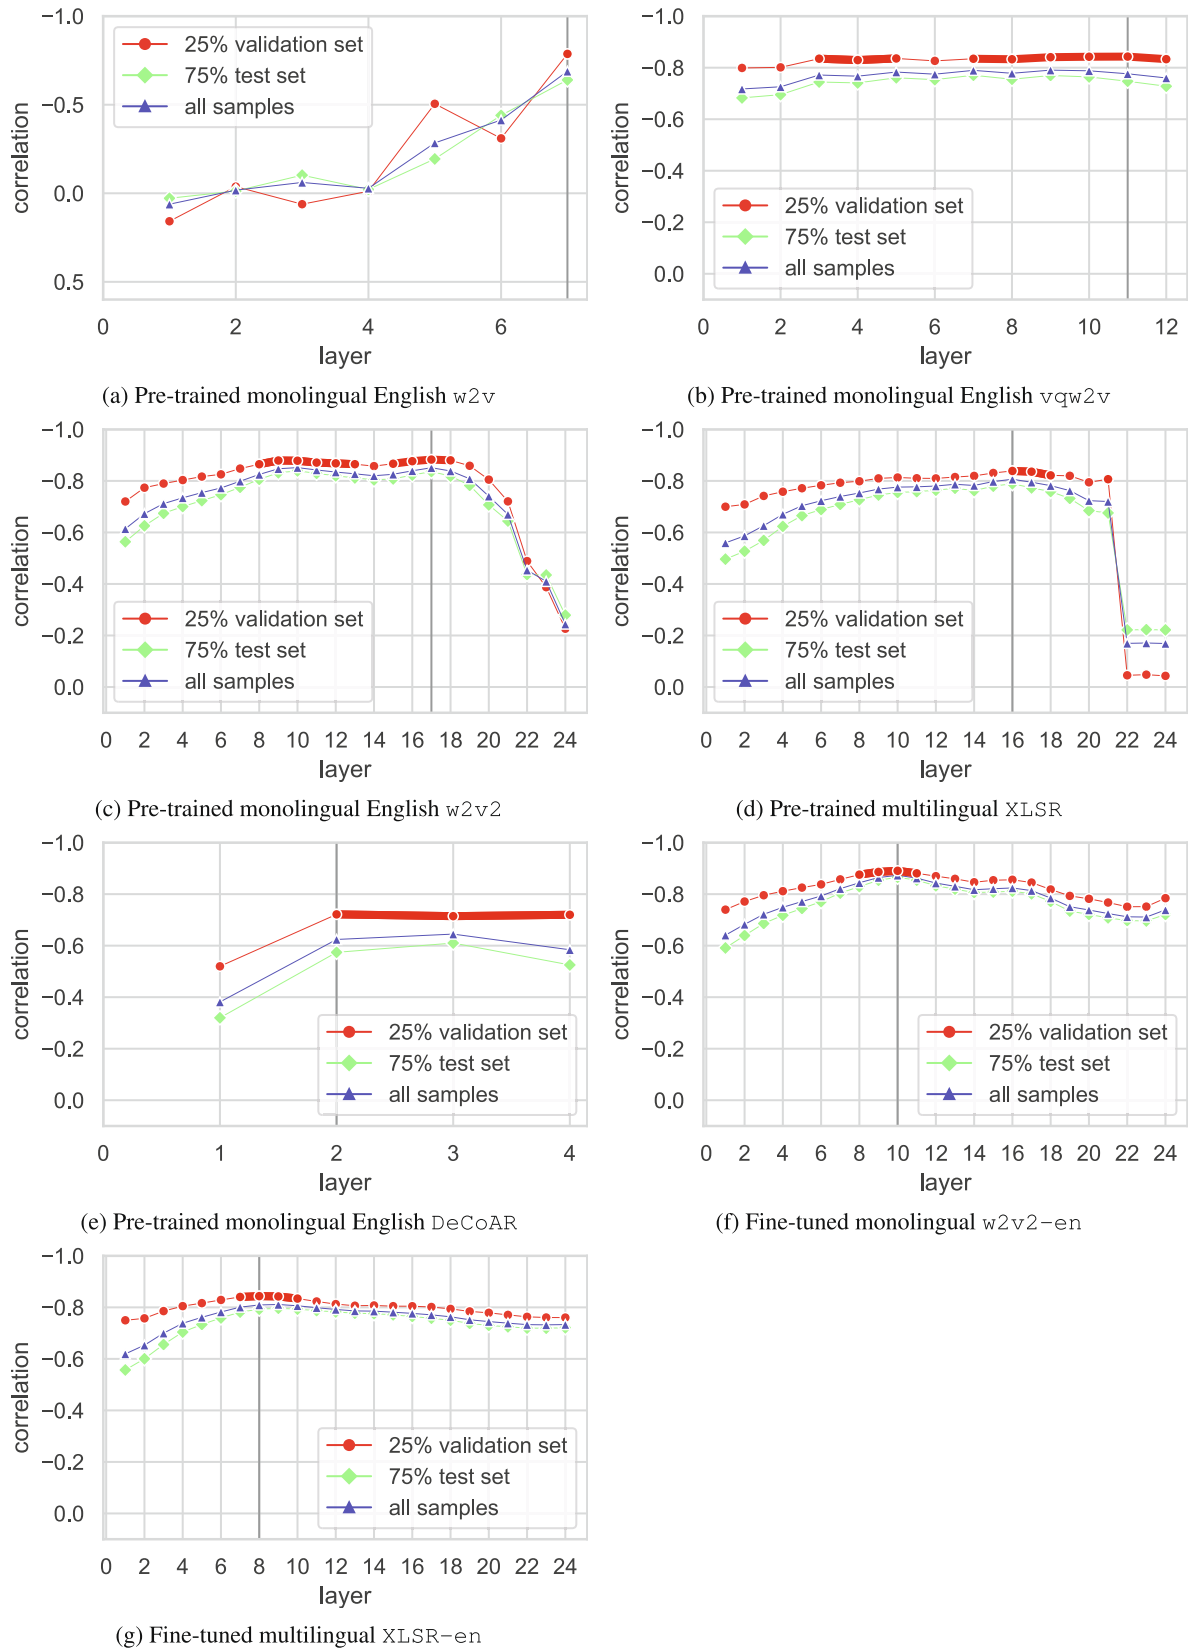 −1.0
−0.5
0.0
0.5
correlation
25% validation set
75% test set
all samples
0 2 4 6
layer
(a) Pre-trained monolingual English w2v
−1.0
−0.8
−0.6
−0.4
−0.2
−0.0
correlation
25% validation set
75% test set
all samples
0 2 4 6 8 10 12
layer
(b) Pre-trained monolingual English vqw2v
−1.0
−0.8
−0.6
−0.4
−0.2
0.0
correlation
25% validation set
75% test set
all samples
0 2 4 6 8 10 12 14 16 18 20 22 24
layer
(c) Pre-trained monolingual English w2v2
−1.0
−0.8
−0.6
−0.4
−0.2
0.0
correlation
25% validation set
75% test set
all samples
0 2 4 6 8 10 12 14 16 18 20 22 24
layer
(d) Pre-trained multilingual XLSR
−1.0
−0.8
−0.6
−0.4
−0.2
0.0
correlation
25% validation set
75% test set
all samples
0 1 2 3 4
layer
(e) Pre-trained monolingual English DeCoAR
−1.0
−0.8
−0.6
−0.4
−0.2
0.0
correlation
25% validation set
75% test set
all samples
0 2 4 6 8 10 12 14 16 18 20 22 24
layer
(f) Fine-tuned monolingual w2v2-en
−1.0
−0.8
−0.6
−0.4
−0.2
0.0
correlation
25% validation set
75% test set
all samples
0 2 4 6 8 10 12 14 16 18 20 22 24
layer
(g) Fine-tuned multilingual XLSR-en